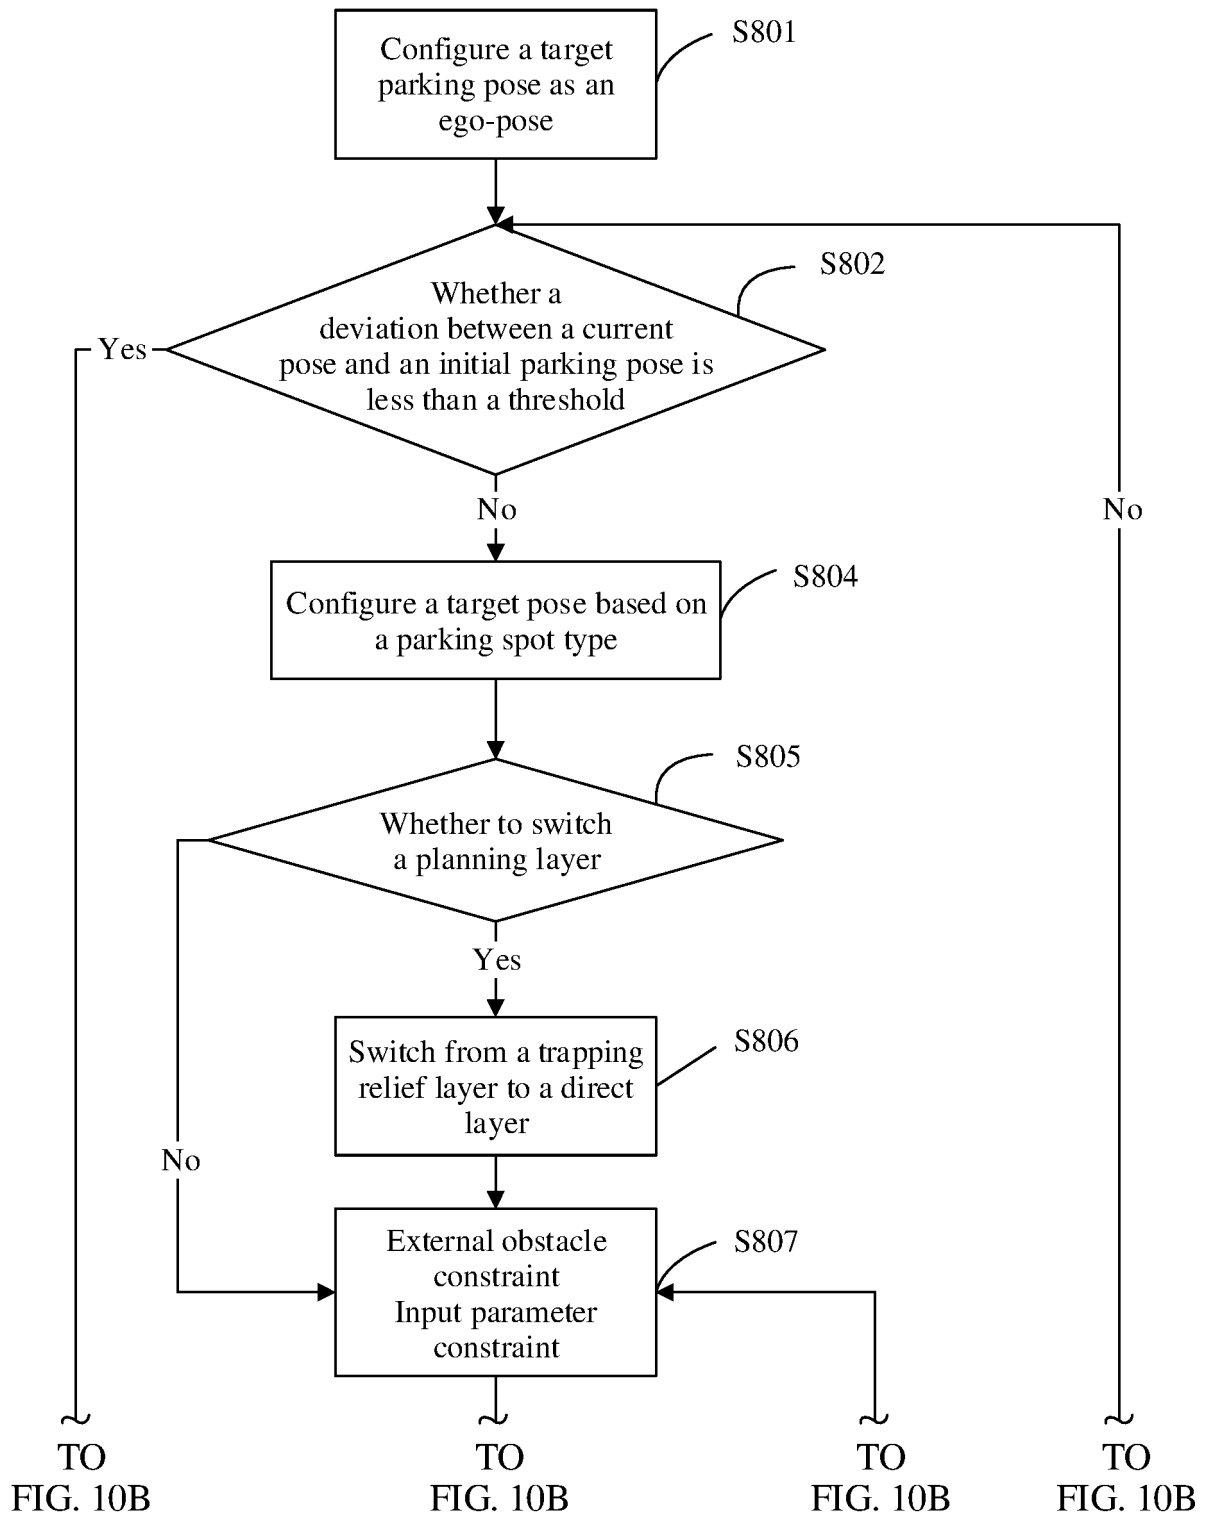 S801
Configure a target
parking pose as an
ego-pose
S802
Whether a
deviation between a current
pose and an initial parking pose is
less than a threshold
Yes
No
No
S804
Configure a target pose based on
a parking spot type
S805
Whether to switch
a planning layer
Yes
S806
Switch from a trapping
relief layer to a direct
layer
No
S807
External obstacle
constraint
Input parameter
constraint
TO
FIG. 10B
TO
FIG. 10B
TO
FIG. 10B
TO
FIG. 10B